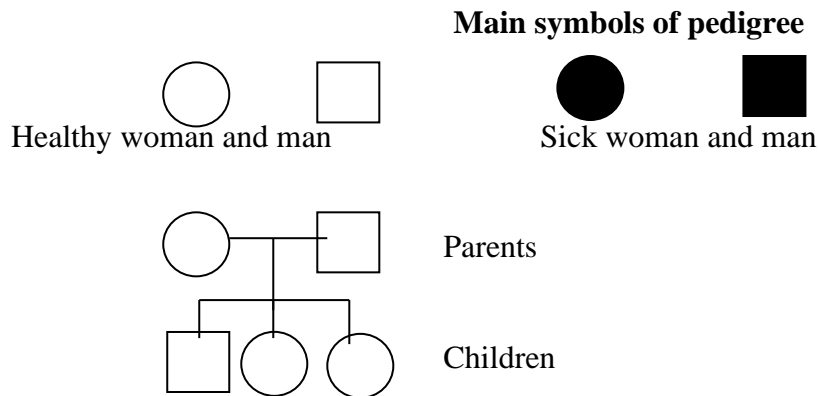 Main symbols of pedigree
Healthy woman and man
Sick woman and man
Parents
Children